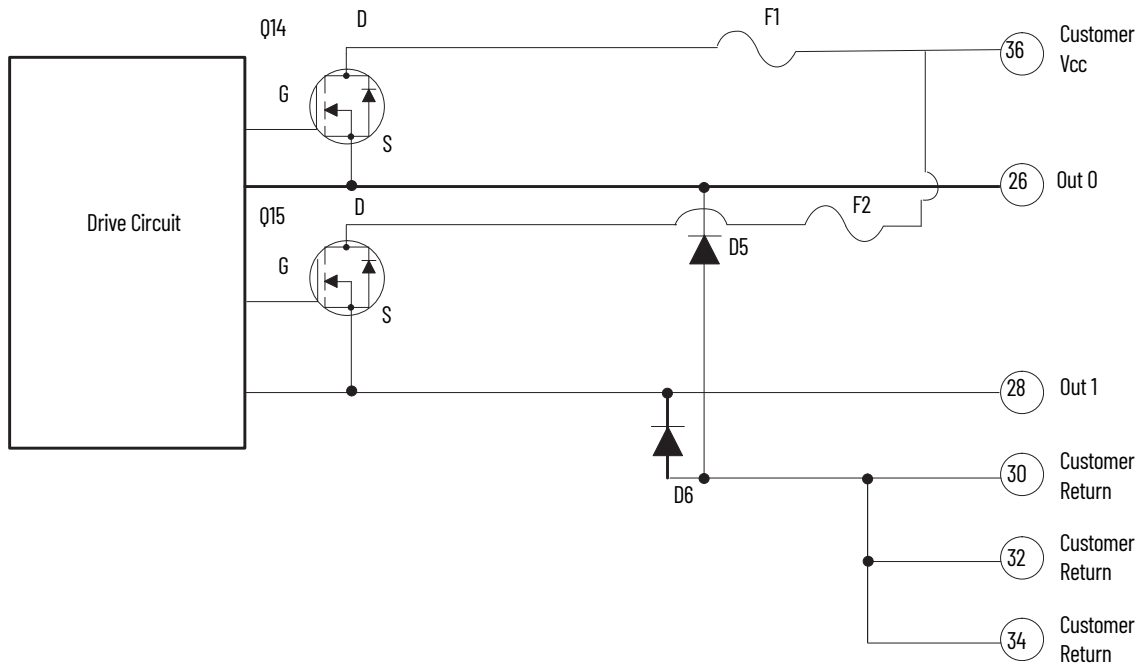 Q14
D
F1
36
Customer
Vcc
G
S
26
Out 0
Drive Circuit
Q15
D
F2
D5
G
S
28
Out 1
30
Customer
Return
D6
32
Customer
Return
34
Customer
Return